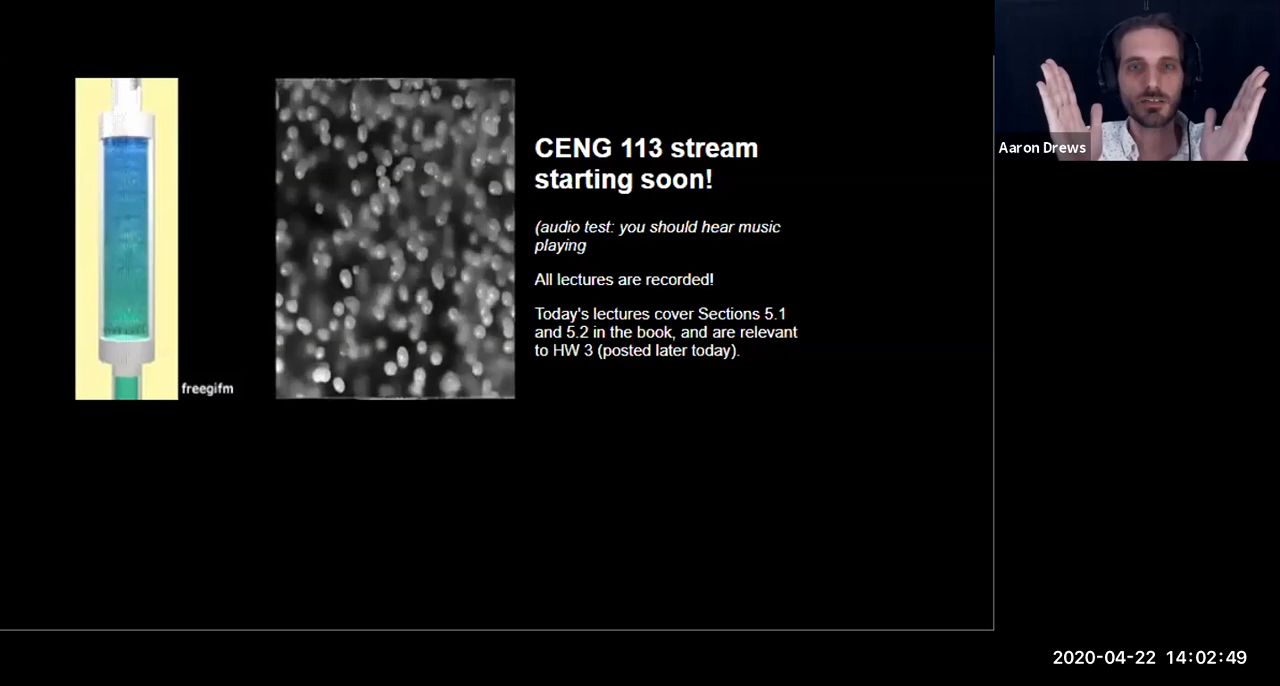 CENG 113 stream
starting soon!
(audio test: you should hear music
playing
All lectures are recorded!
Today's lectures cover Sections 5.1
and 5.2 in the book, and are relevant
to HW 3 (posted later today).
freegifm
Aaron Drews
2020-04-22 14:02:49